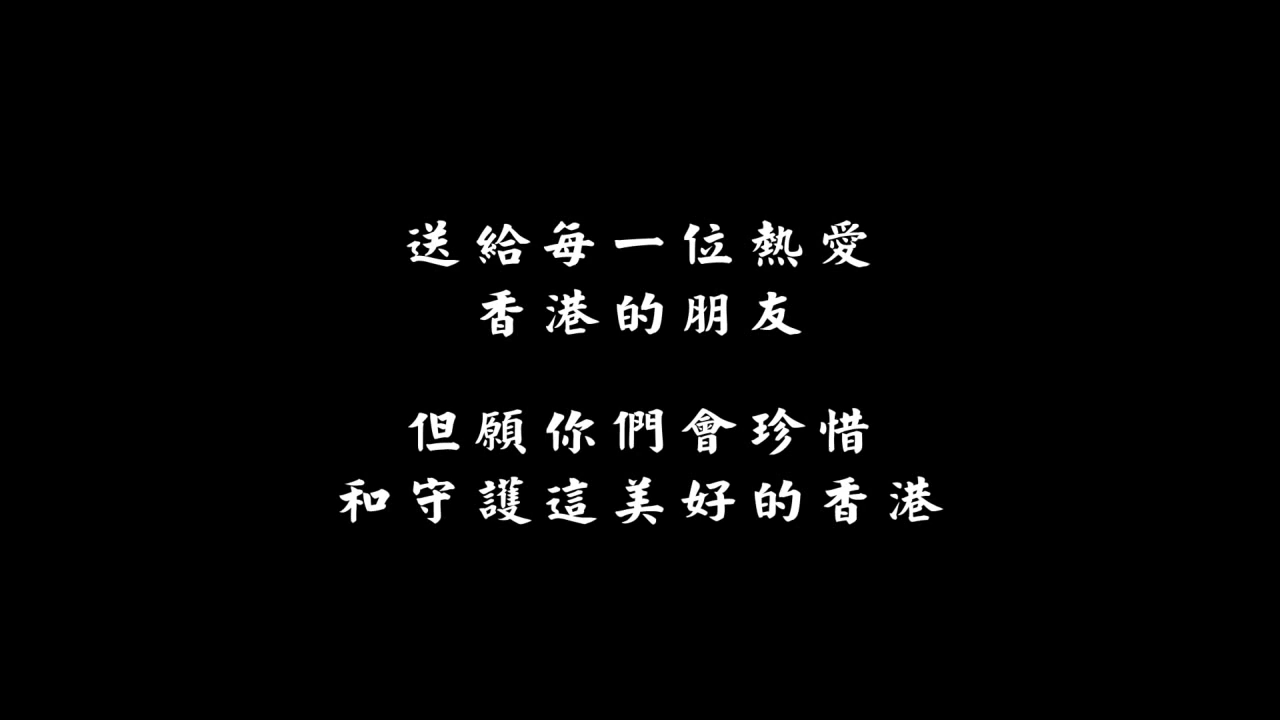 送給每一位熱愛
香港的朋友
但願你們會珍惜
和守護這美好的香港